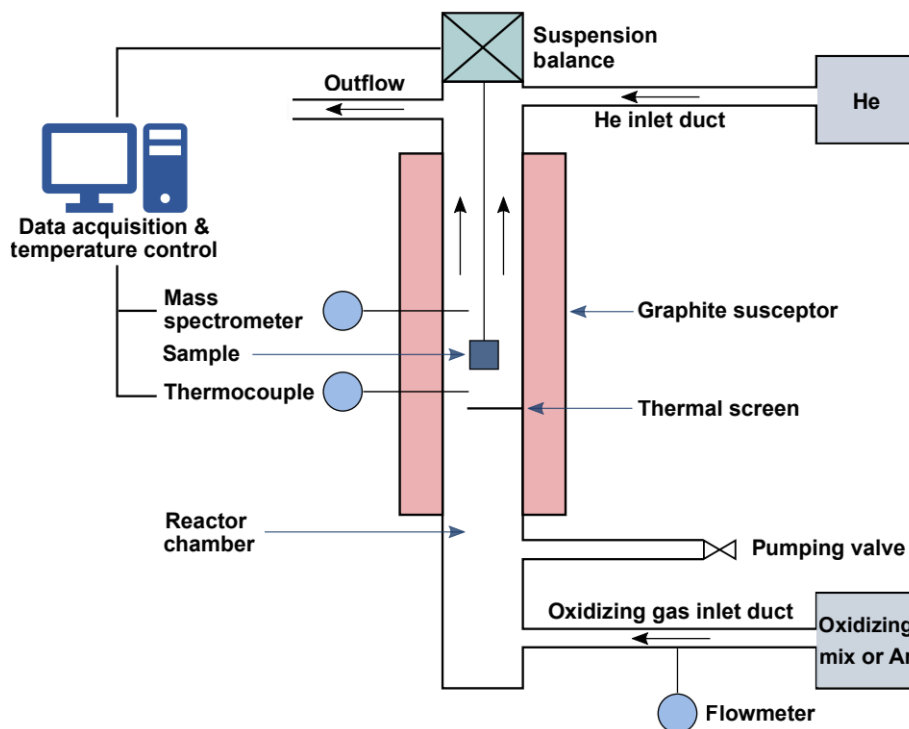 Suspension
balance
Outflow
He
He inlet duct
Data acquisition &
temperature control
Mass
spectrometer
Graphite susceptor
Sample
Thermocouple
Thermal screen
Reactor
chamber
Pumping valve
Oxidizing gas inlet duct
Oxidizing
mix or Ar
Flowmeter